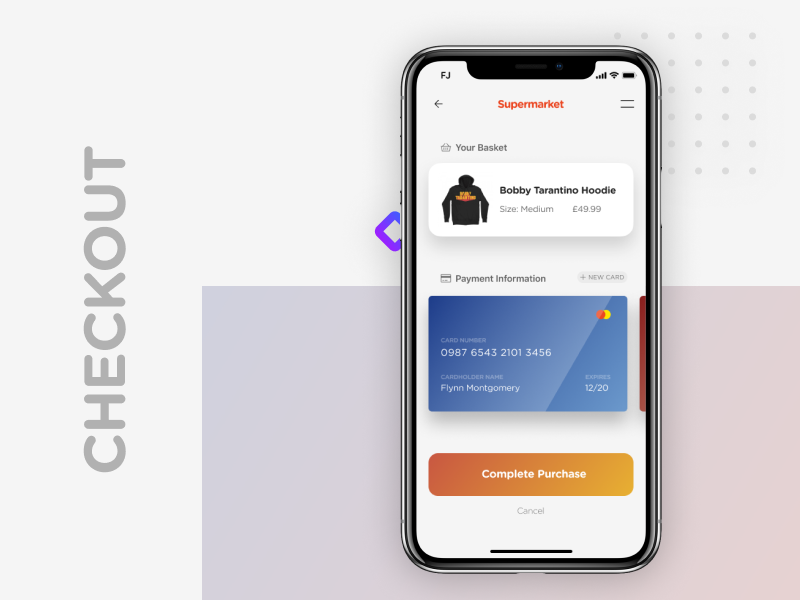 CHECKOUT
FJ
Supermarket
Your Basket
Bobby Tarantino Hoodie
Size: Medium £49.99
Payment Information
+ NEW CARD
CARD NUMBER
0987 6543 2101 3456
CARDHOLDER NAME EXPIRES
Flynn Montgomery 12/20
Complete Purchase
Cancel